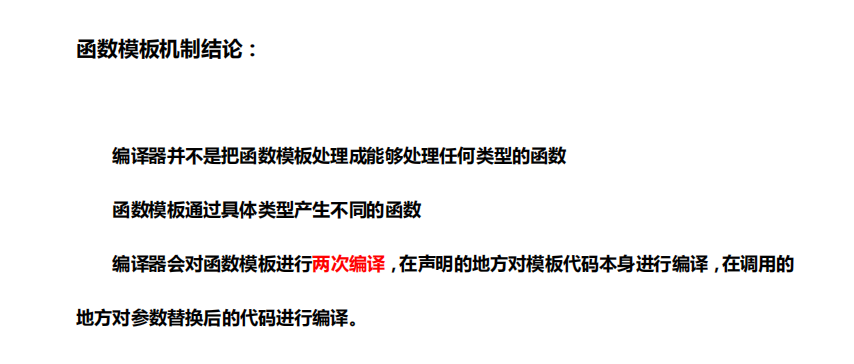 函数模板机制结论：
编译器并不是把函数模板处理成能够处理任何类型的函数
函数模板通过具体类型产生不同的函数
编译器会对函数模板进行两次编译，在声明的地方对模板代码本身进行编译，在调用的
地方对参数替换后的代码进行编译。